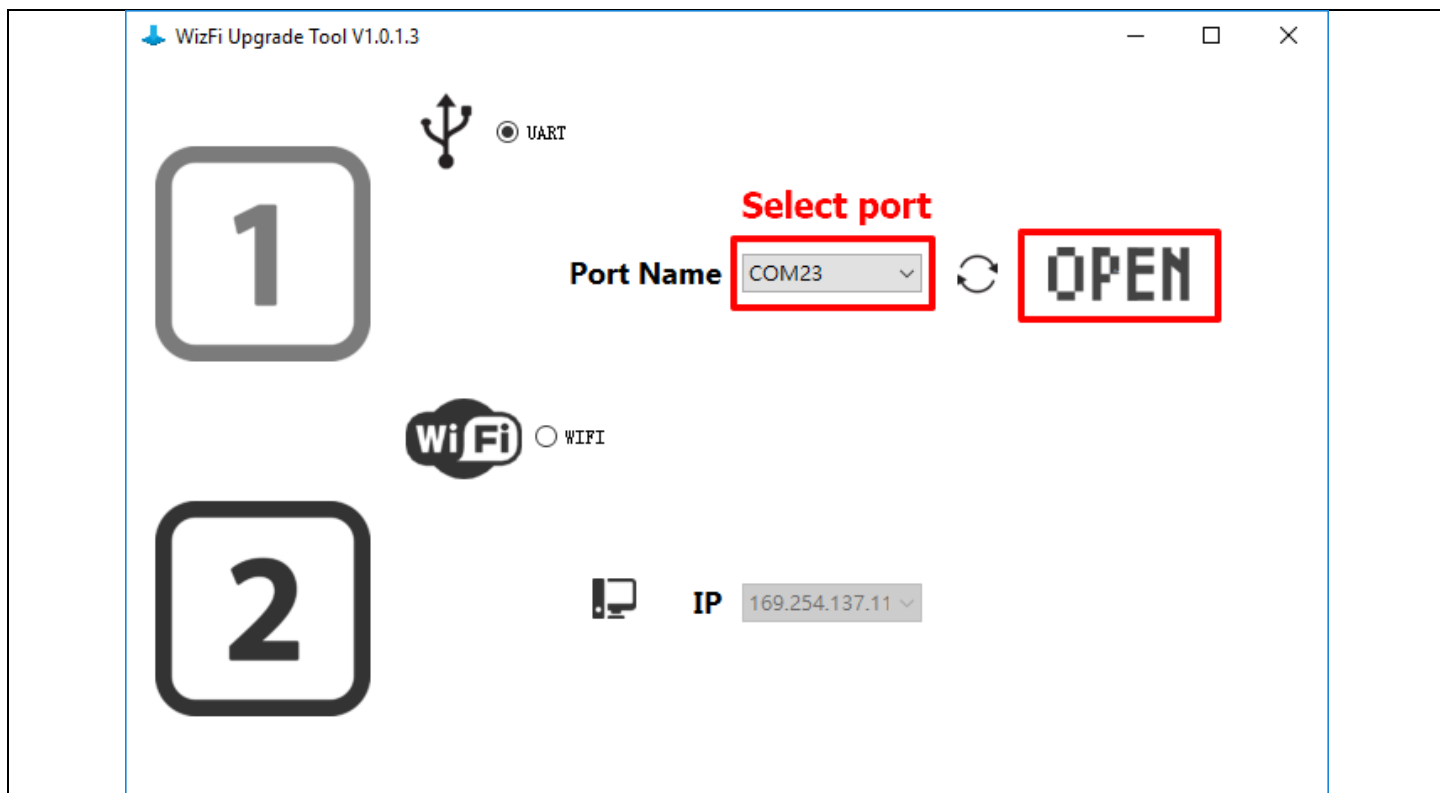 WizFi Upgrade Tool V1.0.1.3
UART
1
Select port
Port Name COM23 OPEN
WiFi WIFI
2
IP 169.254.137.11